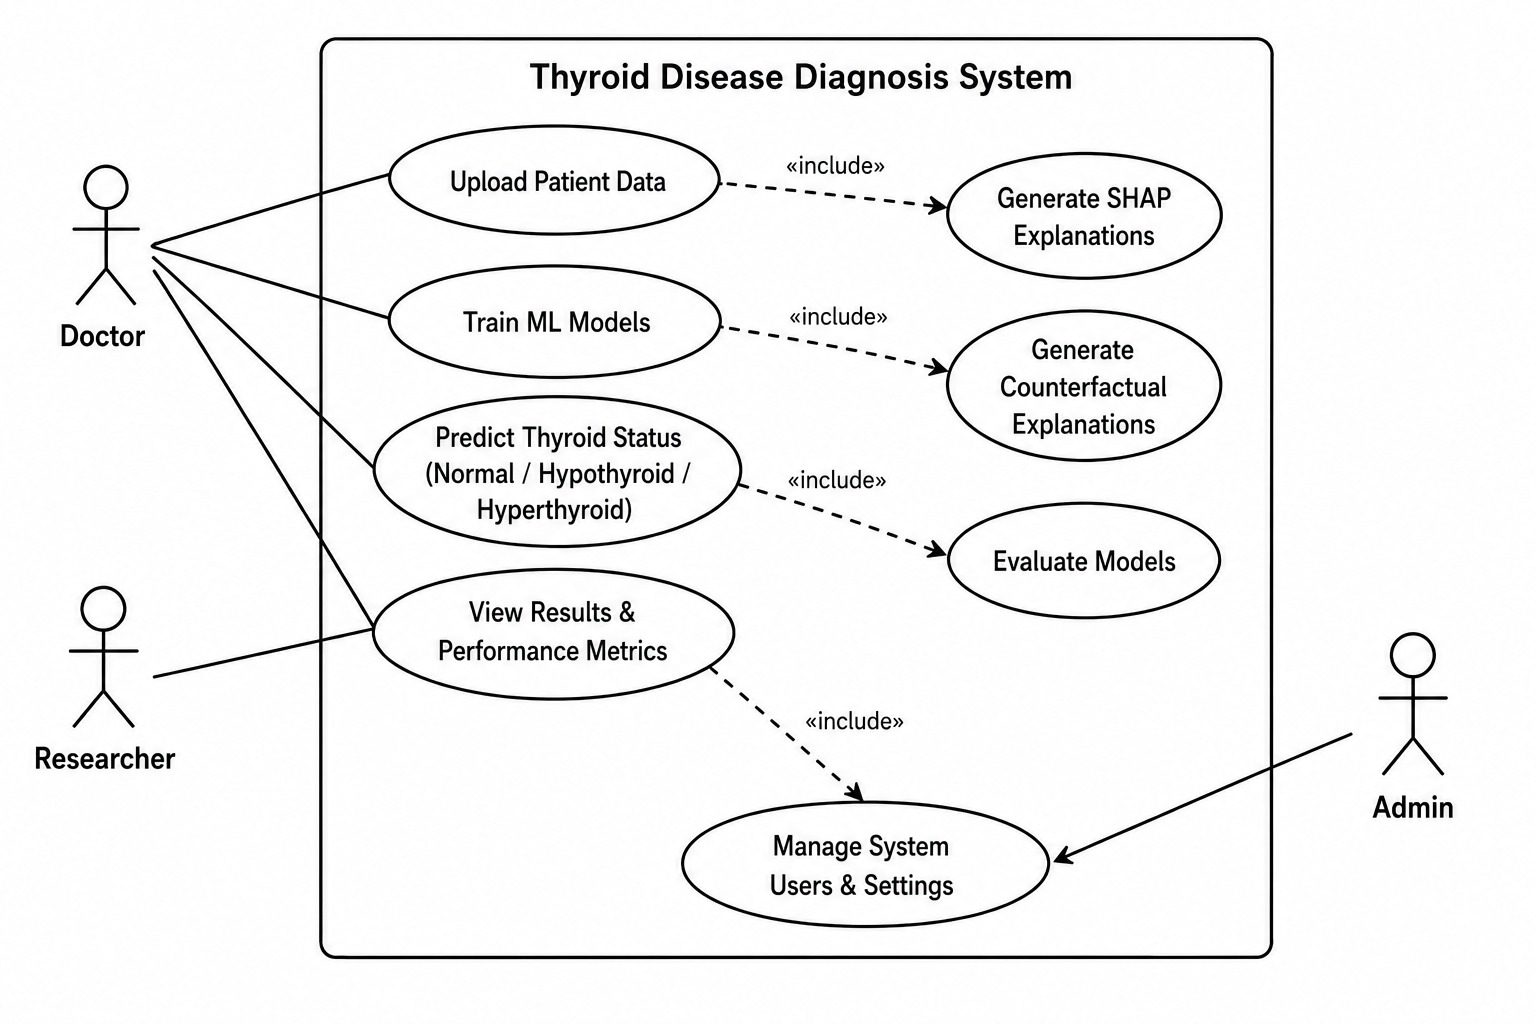 Thyroid Disease Diagnosis System
Upload Patient Data
«include»
Generate SHAP
Explanations
Doctor
Train ML Models
«include»
Generate
Counterfactual
Explanations
Predict Thyroid Status
(Normal / Hypothyroid /
Hyperthyroid)
«include»
Evaluate Models
View Results &
Performance Metrics
Researcher
«include»
Manage System
Users & Settings
Admin